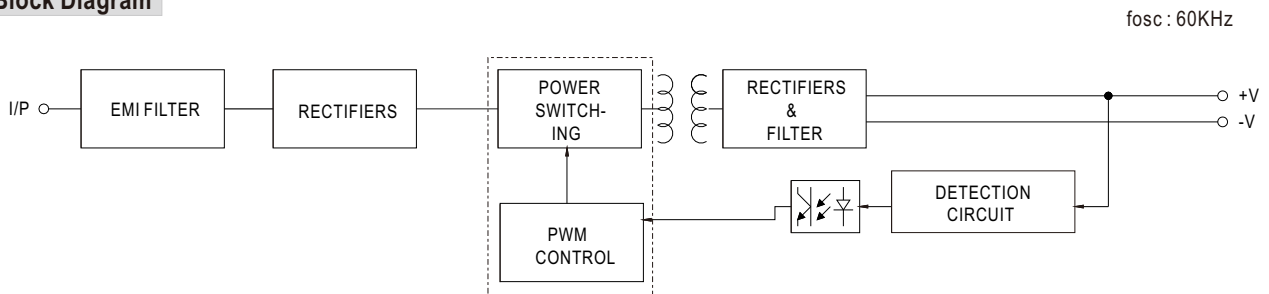 Block Diagram
fosc : 60KHz
I/P
EMI FILTER
RECTIFIERS
POWER
SWITCH-
ING
RECTIFIERS
&
FILTER
+V
-V
DETECTION
CIRCUIT
PWM
CONTROL